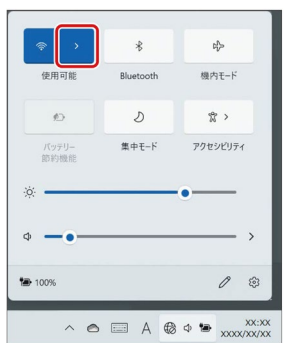 使用可能
Bluetooth
機内モード
バッテリー
節約機能
集中モード
アクセシビリティ
100%
A
XX:XX
XXXX/XX/XX